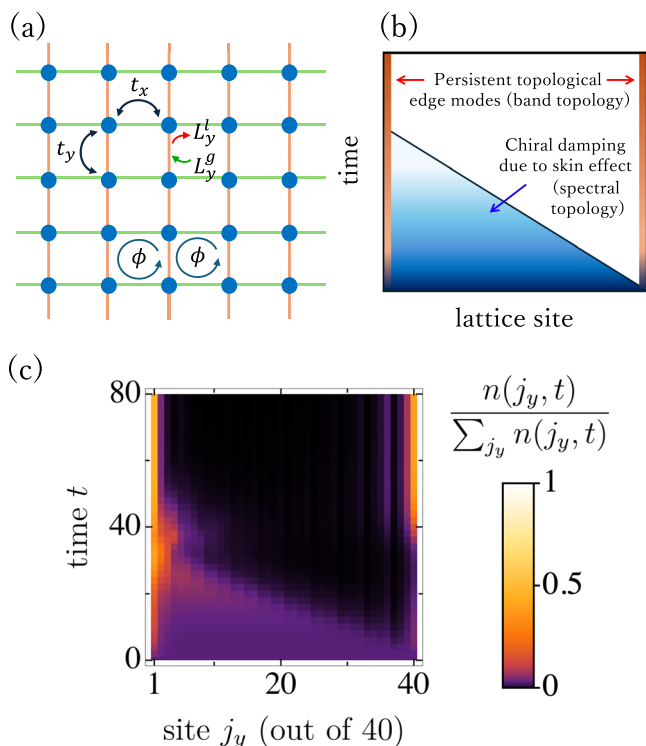 (a)
t_x
t_y
L_y^l
L_y^g
ϕ ϕ
(b)
time
Persistent topological
edge modes (band topology)
Chiral damping
due to skin effect
(spectral
topology)
lattice site
(c)
time t
80
40
0
1 20 40
site j_y (out of 40)
n(j_y, t)
∑_{j_y} n(j_y, t)
1
0.5
0